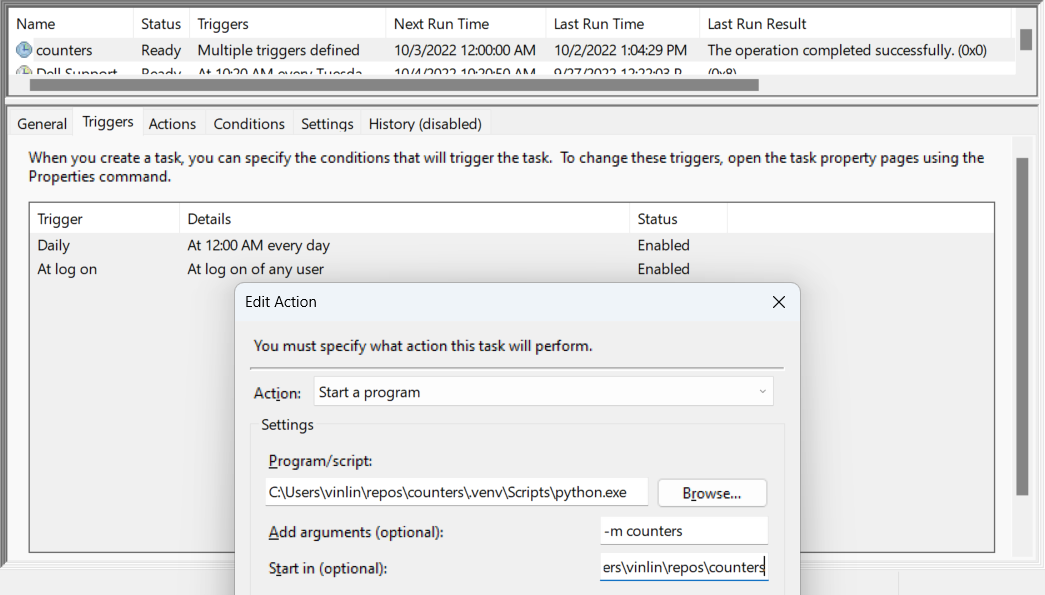 Name Status Triggers Next Run Time Last Run Time Last Run Result
counters Ready Multiple triggers defined 10/3/2022 12:00:00 AM 10/2/2022 1:04:29 PM The operation completed successfully. (0x0)
Dell Support Ready At 10:20 AM every Tuesda 10/4/2022 10:20:50 AM 9/27/2022 12:22:03 P (0x8)
General Triggers Actions Conditions Settings History (disabled)
When you create a task, you can specify the conditions that will trigger the task. To change these triggers, open the task property pages using the
Properties command.
Trigger Details Status
Daily At 12:00 AM every day Enabled
At log on At log on of any user Enabled
Edit Action
You must specify what action this task will perform.
Action: Start a program
Settings
Program/script:
C:\Users\vinlin\repos\counters\.venv\Scripts\python.exe Browse...
Add arguments (optional): -m counters
Start in (optional): ers\vinlin\repos\counters